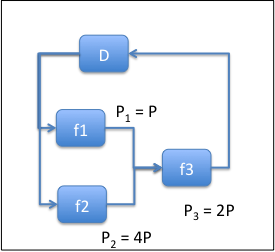 D
P₁ = P
f1
f3
f2
P₃ = 2P
P₂ = 4P